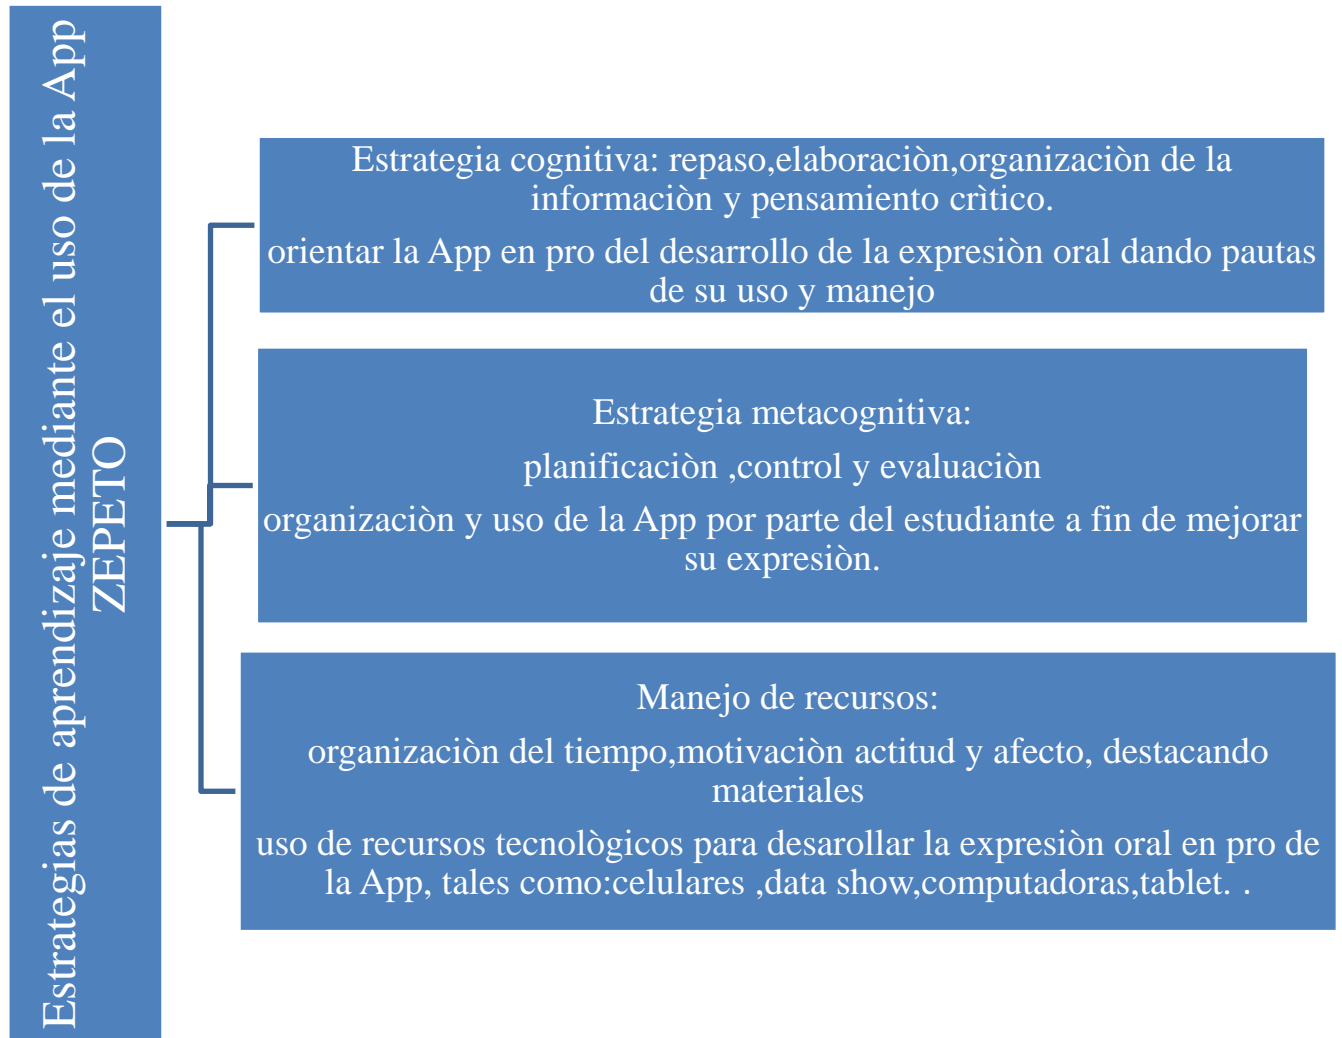 Estrategias de aprendizaje mediante el uso de la App
ZEPETO
Estrategia cognitiva: repaso,elaboraciòn,organizaciòn de la
informaciòn y pensamiento crìtico.
orientar la App en pro del desarrollo de la expresiòn oral dando pautas
de su uso y manejo
Estrategia metacognitiva:
planificaciòn ,control y evaluaciòn
organizaciòn y uso de la App por parte del estudiante a fin de mejorar
su expresiòn.
Manejo de recursos:
organizaciòn del tiempo,motivaciòn actitud y afecto, destacando
materiales
uso de recursos tecnològicos para desarollar la expresiòn oral en pro de
la App, tales como:celulares ,data show,computadoras,tablet. .